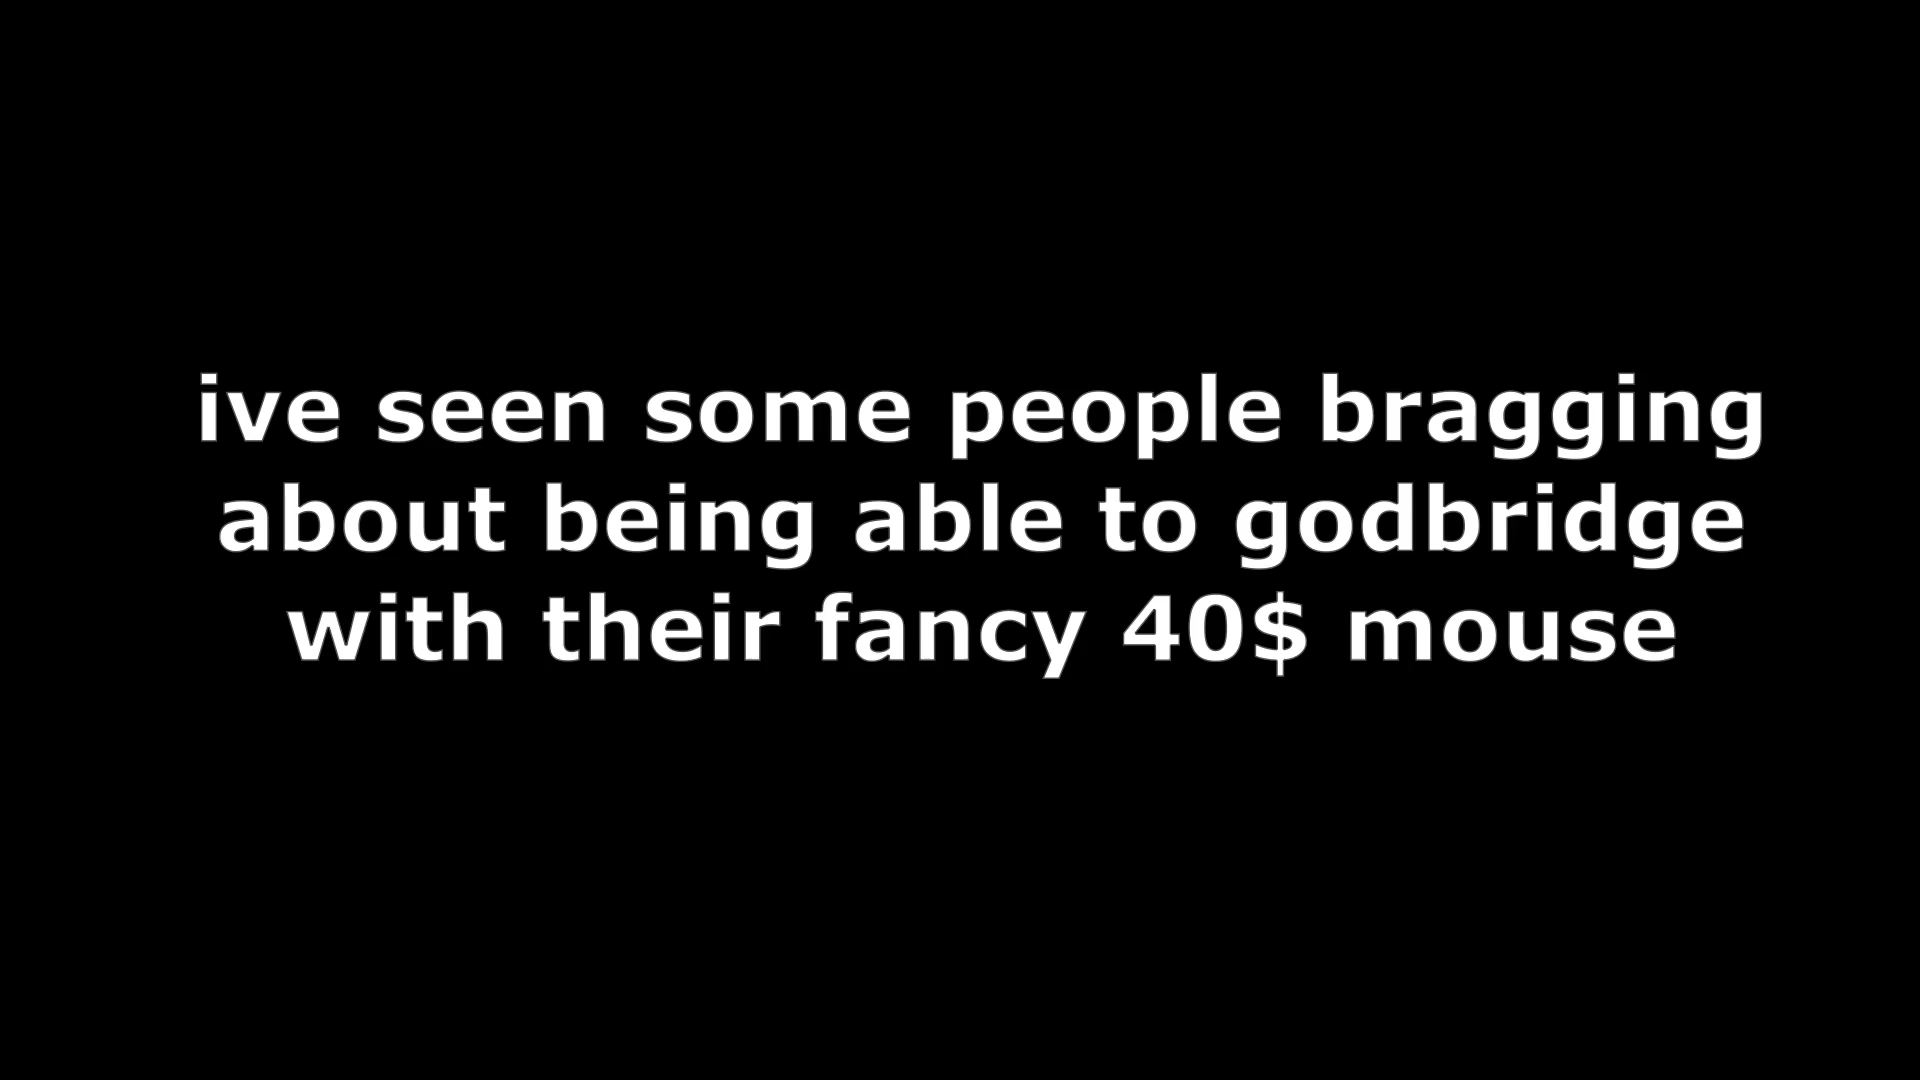 ive seen some people bragging
about being able to godbridge
with their fancy 40$ mouse